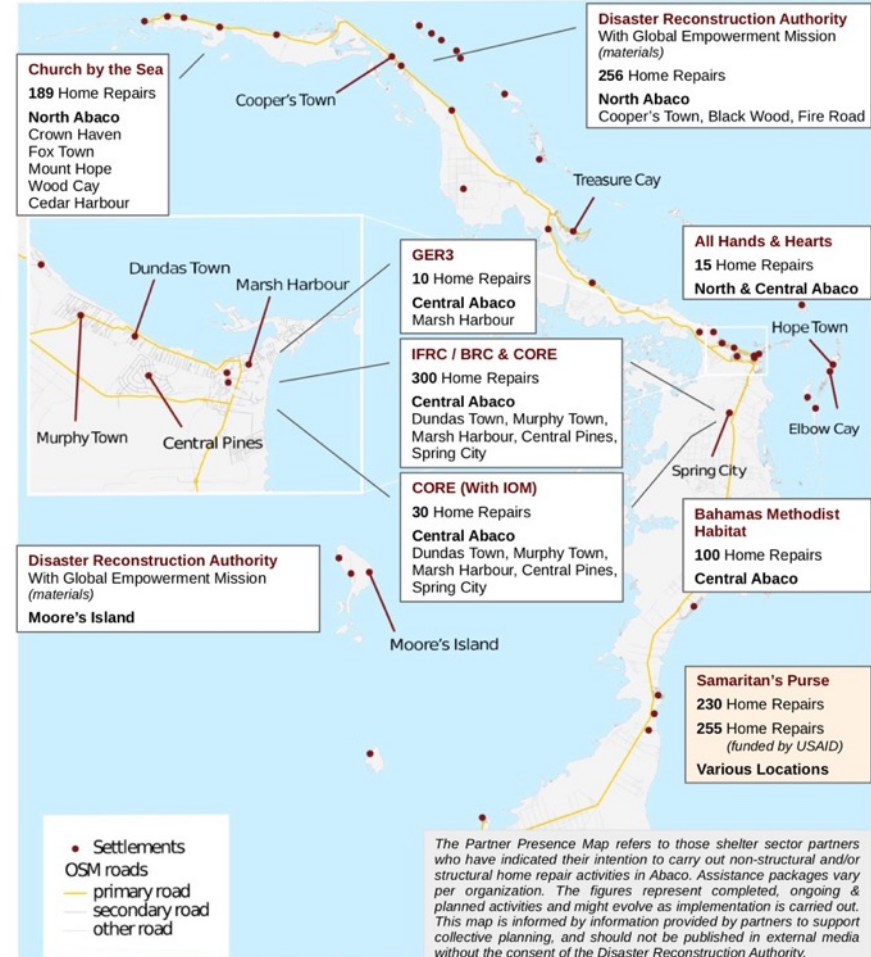 Disaster Reconstruction Authority
With Global Empowerment Mission
(materials)
256 Home Repairs
North Abaco
Cooper's Town, Black Wood, Fire Road
Church by the Sea
189 Home Repairs
North Abaco
Crown Haven
Fox Town
Mount Hope
Wood Cay
Cedar Harbour
Cooper's Town
Treasure Cay
All Hands & Hearts
15 Home Repairs
North & Central Abaco
GER3
10 Home Repairs
Central Abaco
Marsh Harbour
Dundas Town
Marsh Harbour
Murphy Town
Central Pines
Hope Town
Elbow Cay
Spring City
IFRC / BRC & CORE
300 Home Repairs
Central Abaco
Dundas Town, Murphy Town,
Marsh Harbour, Central Pines,
Spring City
CORE (With IOM)
30 Home Repairs
Central Abaco
Dundas Town, Murphy Town,
Marsh Harbour, Central Pines,
Spring City
Bahamas Methodist
Habitat
100 Home Repairs
Central Abaco
Disaster Reconstruction Authority
With Global Empowerment Mission
(materials)
Moore's Island
Moore's Island
Samaritan's Purse
230 Home Repairs
255 Home Repairs
(funded by USAID)
Various Locations
Settlements
OSM roads
primary road
secondary road
other road
The Partner Presence Map refers to those shelter sector partners
who have indicated their intention to carry out non-structural and/or
structural home repair activities in Abaco. Assistance packages vary
per organization. The figures represent completed, ongoing &
planned activities and might evolve as implementation is carried out.
This map is informed by information provided by partners to support
collective planning, and should not be published in external media
without the consent of the Disaster Reconstruction Authority.